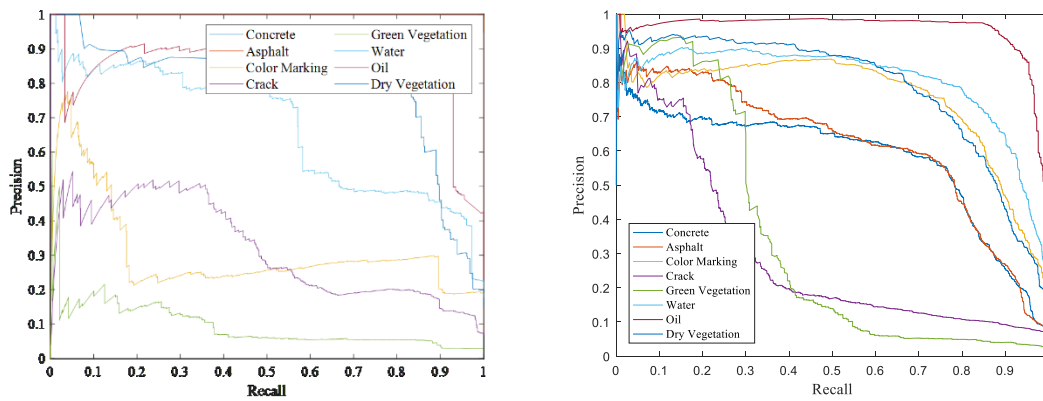 1
0.9
0.8
0.7
0.6
0.5
0.4
0.3
0.2
0.1
0
Precision
Concrete
Asphalt
Color Marking
Crack
Green Vegetation
Water
Oil
Dry Vegetation
0 0.1 0.2 0.3 0.4 0.5 0.6 0.7 0.8 0.9 1
Recall
1
0.9
0.8
0.7
0.6
0.5
0.4
0.3
0.2
0.1
0
Precision
Concrete
Asphalt
Color Marking
Crack
Green Vegetation
Water
Oil
Dry Vegetation
0 0.1 0.2 0.3 0.4 0.5 0.6 0.7 0.8 0.9
Recall